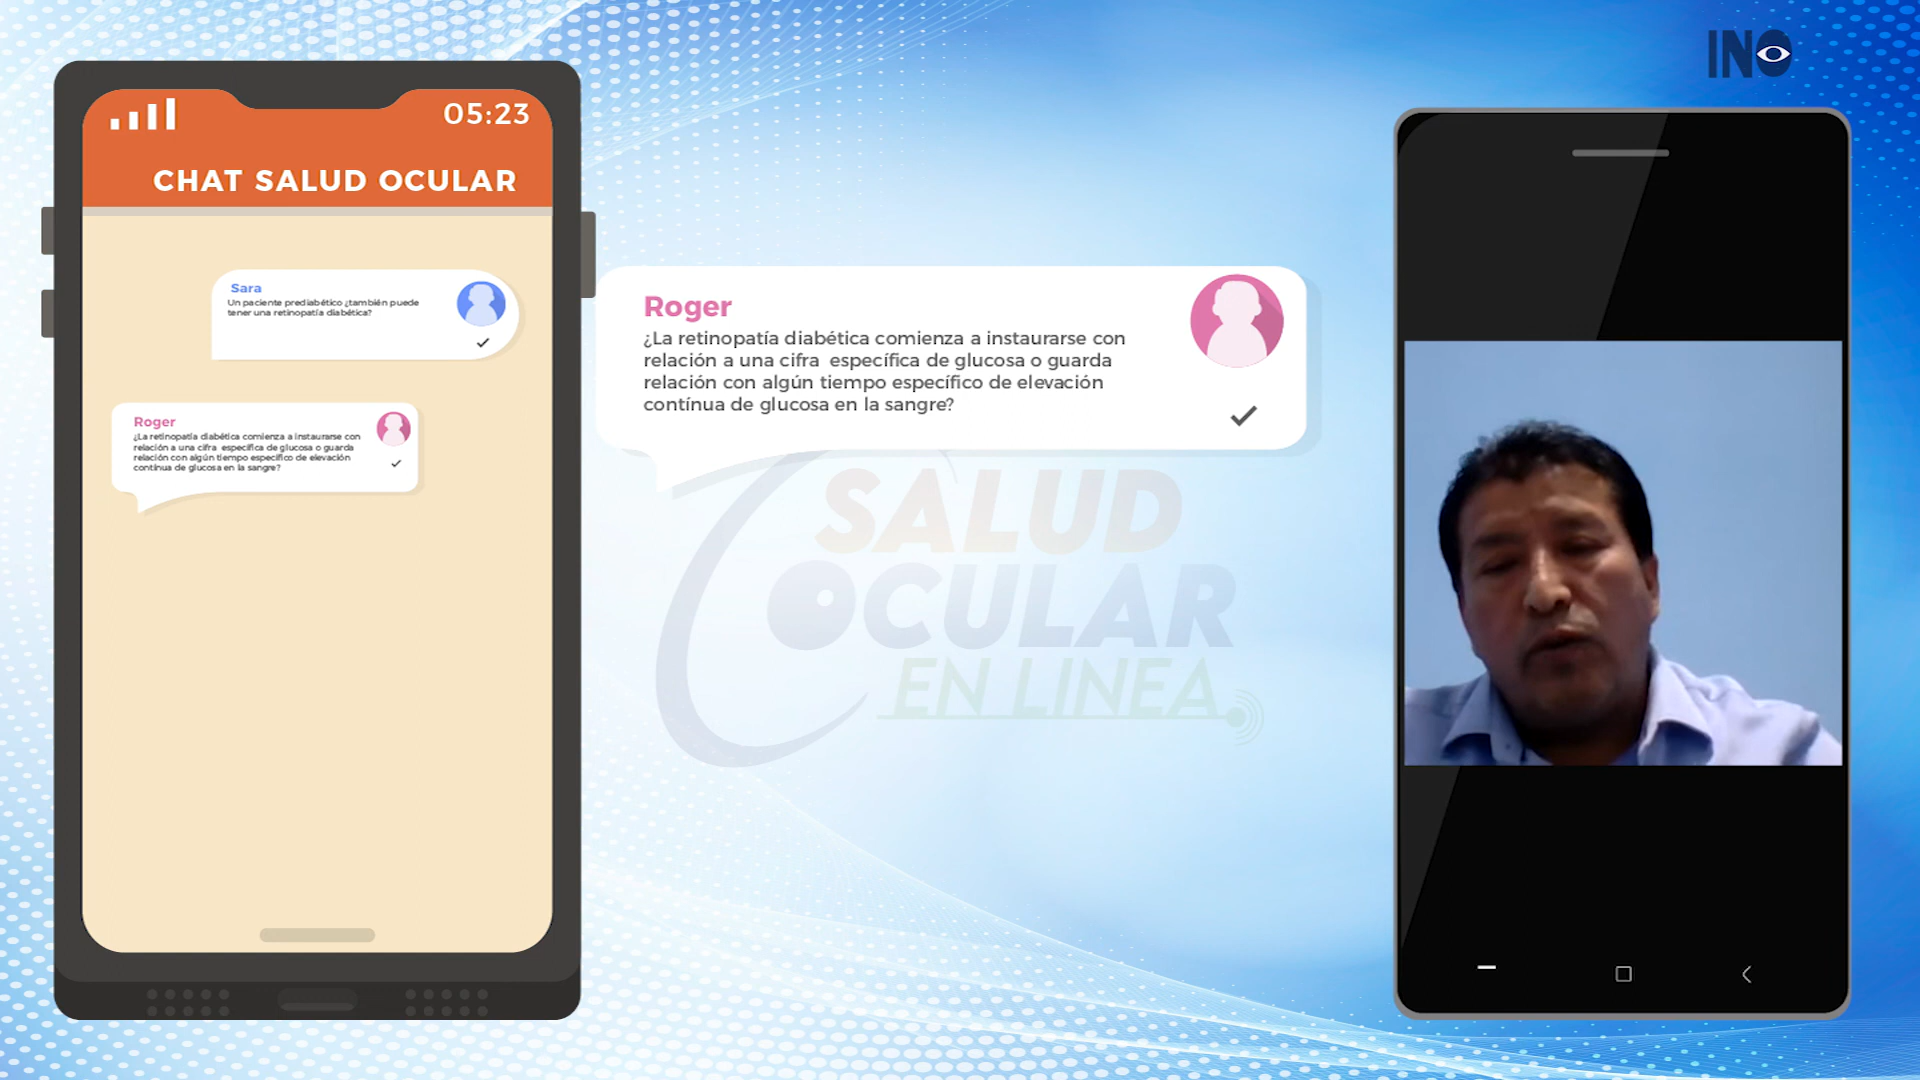 INO
05:23
CHAT SALUD OCULAR
Sara
Un paciente prediabético ¿también puede
tener una retinopatía diabética?
Roger
¿La retinopatía diabética comienza a instaurarse con
relación a una cifra específica de glucosa o guarda
relación con algún tiempo específico de elevación
contínua de glucosa en la sangre?
Roger
¿La retinopatía diabética comienza a instaurarse con
relación a una cifra específica de glucosa o guarda
relación con algún tiempo específico de elevación
contínua de glucosa en la sangre?
SALUD
OCULAR
EN LINEA